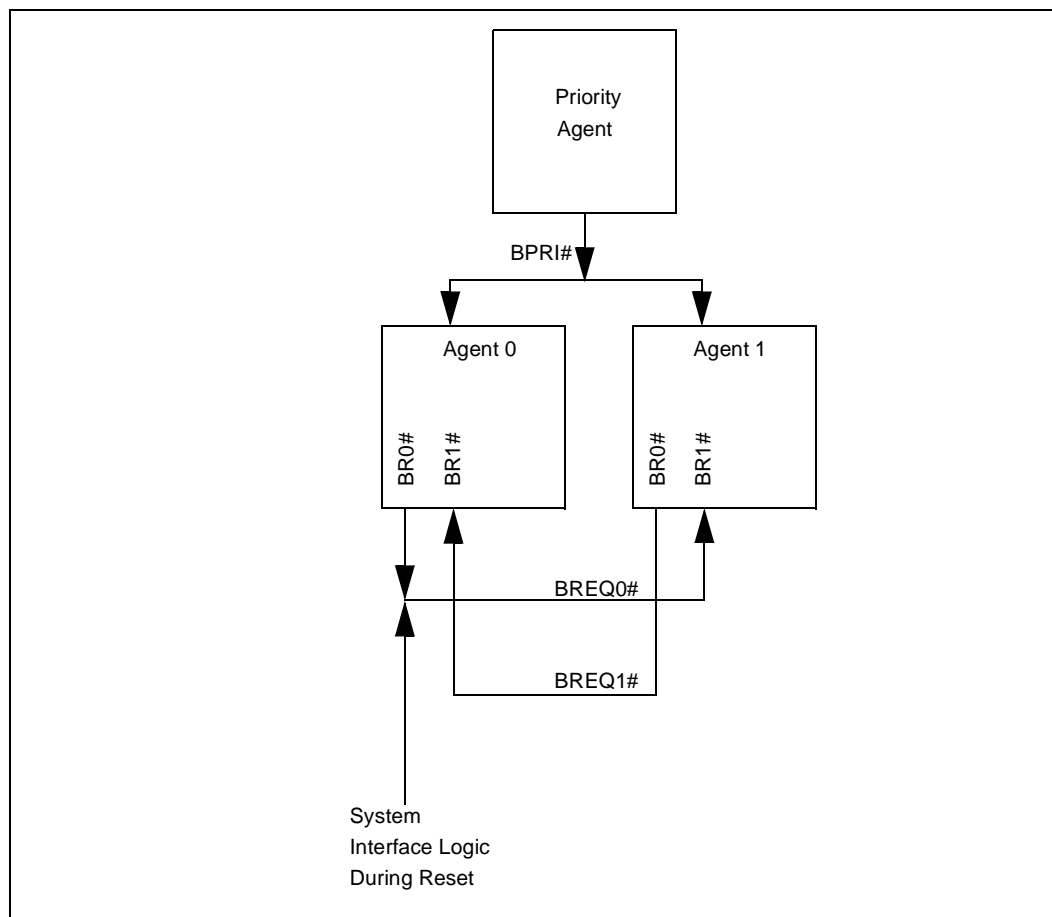 Priority
Agent
BPRI#
Agent 0
Agent 1
BR0#
BR1#
BR0#
BR1#
BREQ0#
BREQ1#
System
Interface Logic
During Reset